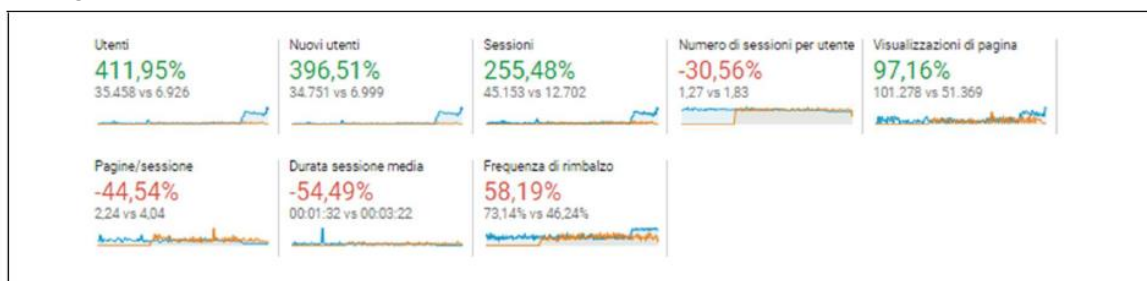 Utenti
411,95%
35.458 vs 6.926
Nuovi utenti
396,51%
34.751 vs 6.999
Sessioni
255,48%
45.153 vs 12.702
Numero di sessioni per utente
-30,56%
1,27 vs 1,83
Visualizzazioni di pagina
97,16%
101.278 vs 51.369
Pagine/sessione
-44,54%
2,24 vs 4,04
Durata sessione media
-54,49%
00:01:32 vs 00:03:22
Frequenza di rimbalzo
58,19%
73,14% vs 46,24%